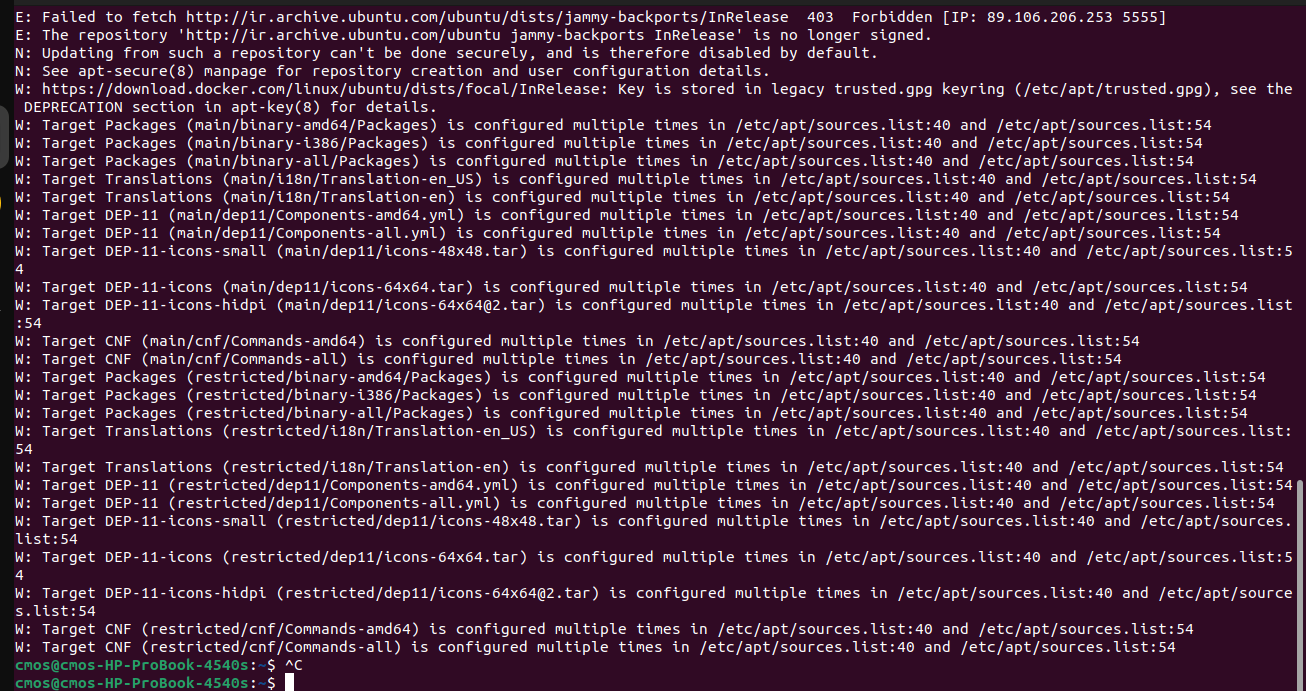 E: Failed to fetch http://ir.archive.ubuntu.com/ubuntu/dists/jammy-backports/InRelease  403  Forbidden [IP: 89.106.206.253 5555]
E: The repository 'http://ir.archive.ubuntu.com/ubuntu jammy-backports InRelease' is no longer signed.
N: Updating from such a repository can't be done securely, and is therefore disabled by default.
N: See apt-secure(8) manpage for repository creation and user configuration details.
W: https://download.docker.com/linux/ubuntu/dists/focal/InRelease: Key is stored in legacy trusted.gpg keyring (/etc/apt/trusted.gpg), see the
 DEPRECATION section in apt-key(8) for details.
W: Target Packages (main/binary-amd64/Packages) is configured multiple times in /etc/apt/sources.list:40 and /etc/apt/sources.list:54
W: Target Packages (main/binary-i386/Packages) is configured multiple times in /etc/apt/sources.list:40 and /etc/apt/sources.list:54
W: Target Packages (main/binary-all/Packages) is configured multiple times in /etc/apt/sources.list:40 and /etc/apt/sources.list:54
W: Target Translations (main/i18n/Translation-en_US) is configured multiple times in /etc/apt/sources.list:40 and /etc/apt/sources.list:54
W: Target Translations (main/i18n/Translation-en) is configured multiple times in /etc/apt/sources.list:40 and /etc/apt/sources.list:54
W: Target DEP-11 (main/dep11/Components-amd64.yml) is configured multiple times in /etc/apt/sources.list:40 and /etc/apt/sources.list:54
W: Target DEP-11 (main/dep11/Components-all.yml) is configured multiple times in /etc/apt/sources.list:40 and /etc/apt/sources.list:54
W: Target DEP-11-icons-small (main/dep11/icons-48x48.tar) is configured multiple times in /etc/apt/sources.list:40 and /etc/apt/sources.list:5
4
W: Target DEP-11-icons (main/dep11/icons-64x64.tar) is configured multiple times in /etc/apt/sources.list:40 and /etc/apt/sources.list:54
W: Target DEP-11-icons-hidpi (main/dep11/icons-64x64@2.tar) is configured multiple times in /etc/apt/sources.list:40 and /etc/apt/sources.list
:54
W: Target CNF (main/cnf/Commands-amd64) is configured multiple times in /etc/apt/sources.list:40 and /etc/apt/sources.list:54
W: Target CNF (main/cnf/Commands-all) is configured multiple times in /etc/apt/sources.list:40 and /etc/apt/sources.list:54
W: Target Packages (restricted/binary-amd64/Packages) is configured multiple times in /etc/apt/sources.list:40 and /etc/apt/sources.list:54
W: Target Packages (restricted/binary-i386/Packages) is configured multiple times in /etc/apt/sources.list:40 and /etc/apt/sources.list:54
W: Target Packages (restricted/binary-all/Packages) is configured multiple times in /etc/apt/sources.list:40 and /etc/apt/sources.list:54
W: Target Translations (restricted/i18n/Translation-en_US) is configured multiple times in /etc/apt/sources.list:40 and /etc/apt/sources.list:
54
W: Target Translations (restricted/i18n/Translation-en) is configured multiple times in /etc/apt/sources.list:40 and /etc/apt/sources.list:54
W: Target DEP-11 (restricted/dep11/Components-amd64.yml) is configured multiple times in /etc/apt/sources.list:40 and /etc/apt/sources.list:54
W: Target DEP-11 (restricted/dep11/Components-all.yml) is configured multiple times in /etc/apt/sources.list:40 and /etc/apt/sources.list:54
W: Target DEP-11-icons-small (restricted/dep11/icons-48x48.tar) is configured multiple times in /etc/apt/sources.list:40 and /etc/apt/sources.
list:54
W: Target DEP-11-icons (restricted/dep11/icons-64x64.tar) is configured multiple times in /etc/apt/sources.list:40 and /etc/apt/sources.list:5
4
W: Target DEP-11-icons-hidpi (restricted/dep11/icons-64x64@2.tar) is configured multiple times in /etc/apt/sources.list:40 and /etc/apt/source
s.list:54
W: Target CNF (restricted/cnf/Commands-amd64) is configured multiple times in /etc/apt/sources.list:40 and /etc/apt/sources.list:54
W: Target CNF (restricted/cnf/Commands-all) is configured multiple times in /etc/apt/sources.list:40 and /etc/apt/sources.list:54
cmos@cmos-HP-ProBook-4540s:~$ ^C
cmos@cmos-HP-ProBook-4540s:~$